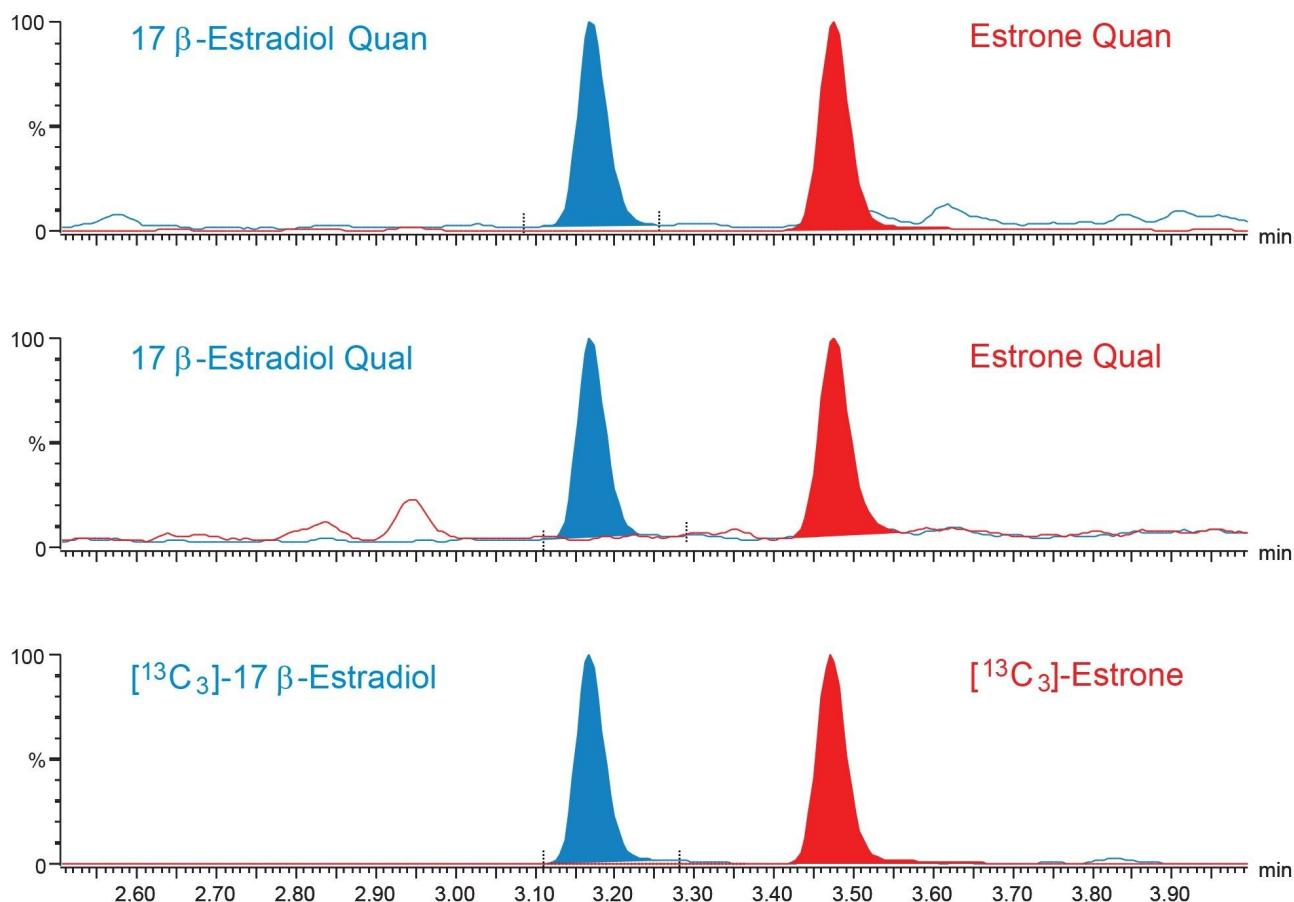 100
17 β-Estradiol Quan
Estrone Quan
%
0
min
100
17 β-Estradiol Qual
Estrone Qual
%
0
min
100
[¹³C₃]-17 β-Estradiol
[¹³C₃]-Estrone
%
0
min
2.60 2.70 2.80 2.90 3.00 3.10 3.20 3.30 3.40 3.50 3.60 3.70 3.80 3.90